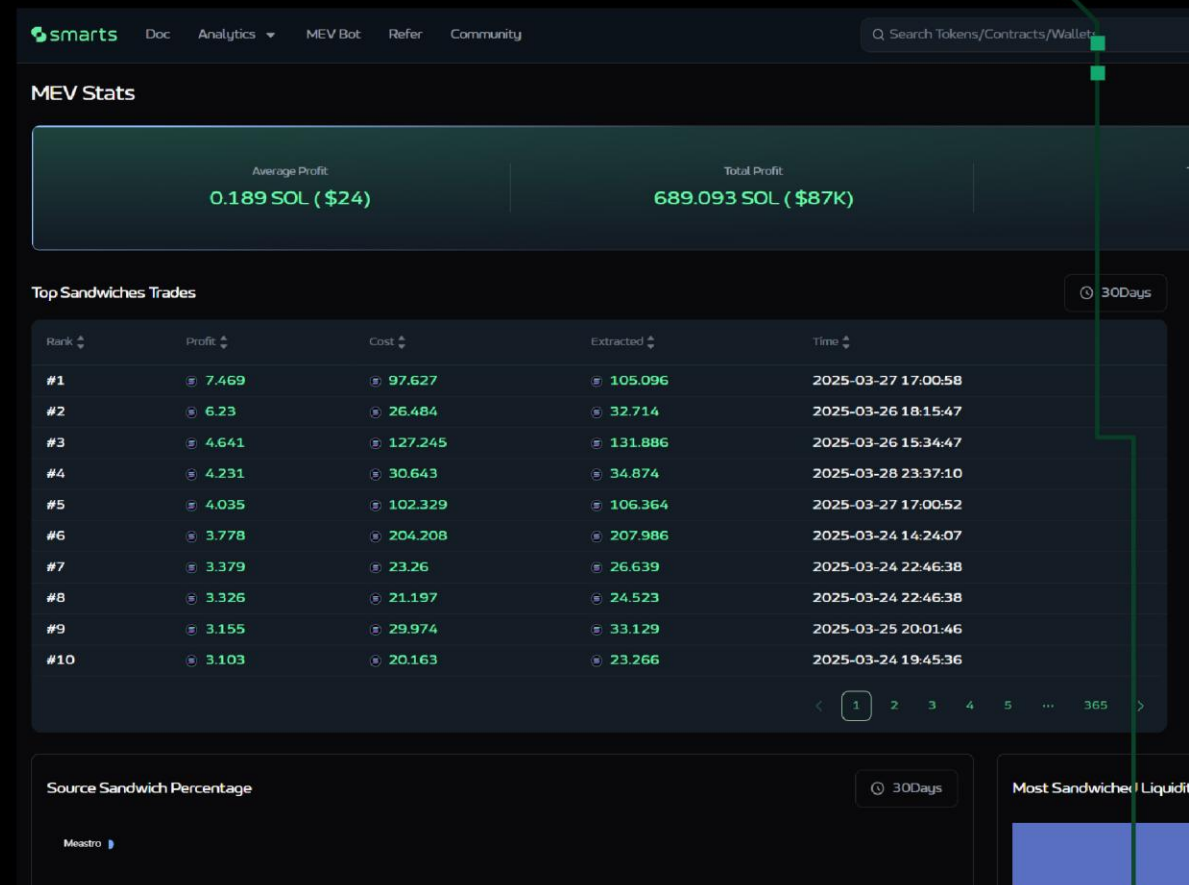 smarts Doc Analytics MEV Bot Refer Community Search Tokens/Contracts/Wallet
MEV Stats
Average Profit Total Profit
0.189 SOL ( $24) 689.093 SOL ( $87K)
Top Sandwiches Trades 30Days
Rank Profit Cost Extracted Time
#1 7.469 97.627 105.096 2025-03-27 17:00:58
#2 6.23 26.484 32.714 2025-03-26 18:15:47
#3 4.641 127.245 131.886 2025-03-26 15:34:47
#4 4.231 30.643 34.874 2025-03-28 23:37:10
#5 4.035 102.329 106.364 2025-03-27 17:00:52
#6 3.778 204.208 207.986 2025-03-24 14:24:07
#7 3.379 23.26 26.639 2025-03-24 22:46:38
#8 3.326 21.197 24.523 2025-03-24 22:46:38
#9 3.155 29.974 33.129 2025-03-25 20:01:46
#10 3.103 20.163 23.266 2025-03-24 19:45:36
< 1 2 3 4 5 ... 365 >
Source Sandwich Percentage 30Days Most Sandwiched Liquidit
Meastro